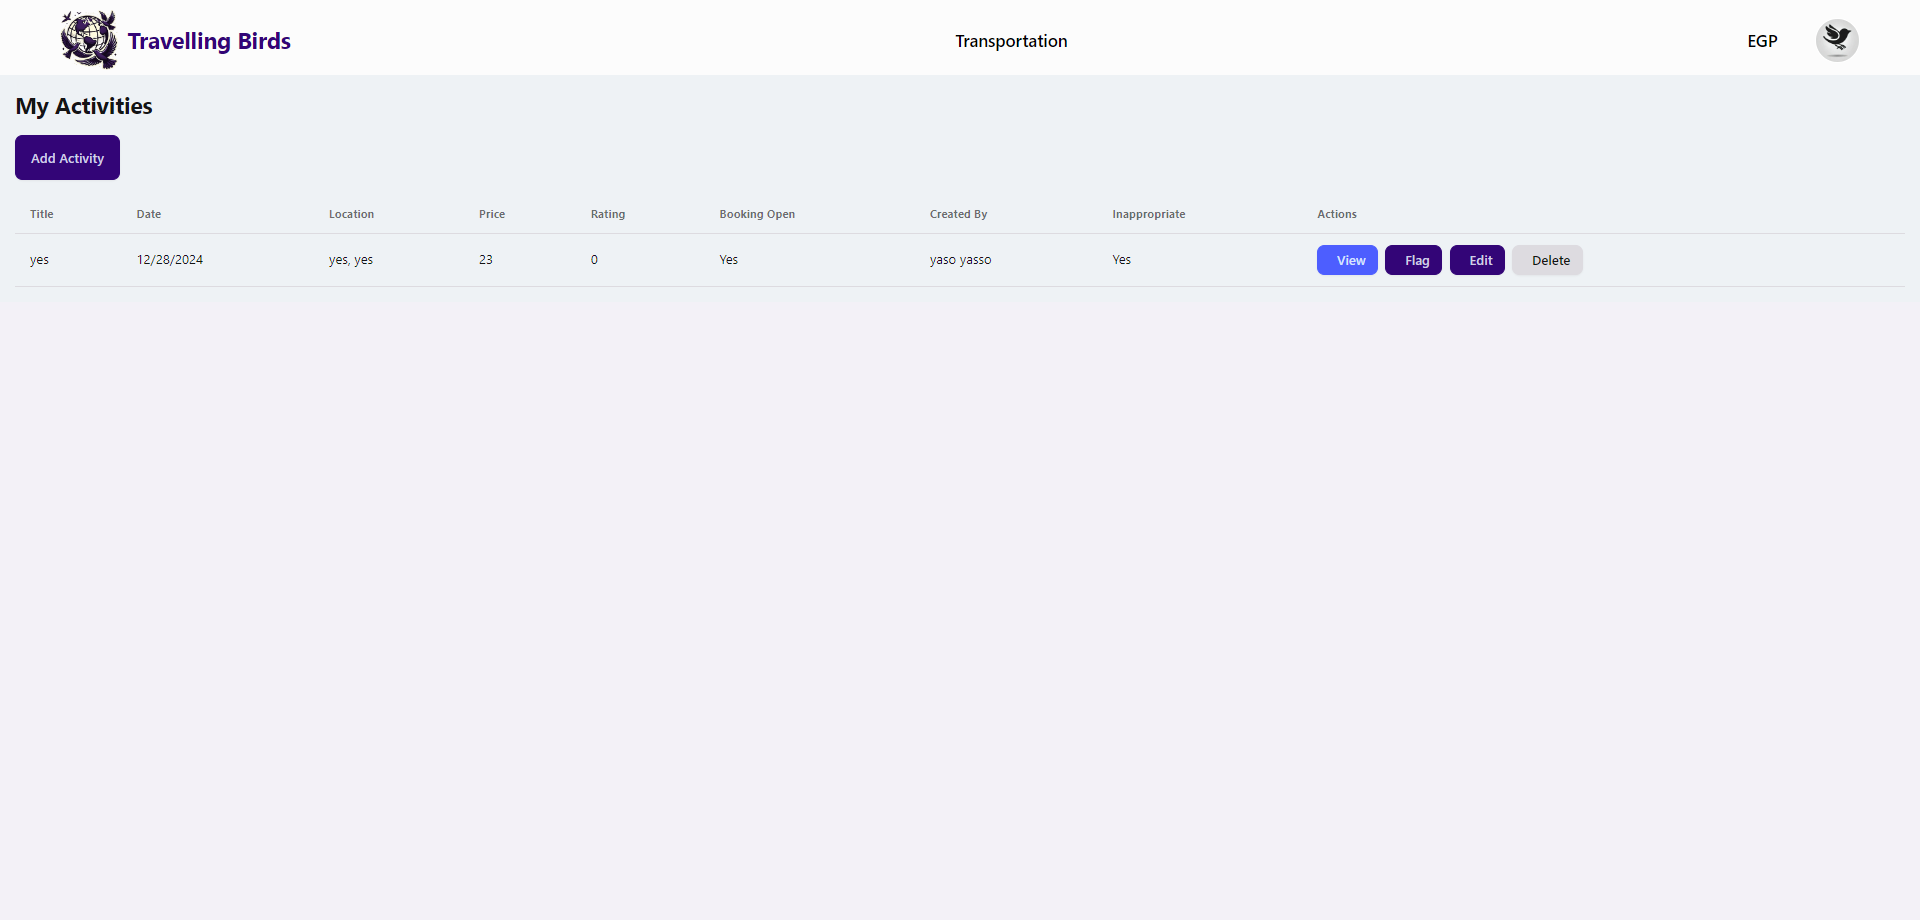 Travelling Birds
Transportation
EGP
My Activities
Add Activity
Title Date Location Price Rating Booking Open Created By Inappropriate Actions
yes 12/28/2024 yes, yes 23 0 Yes yaso yasso Yes View Flag Edit Delete